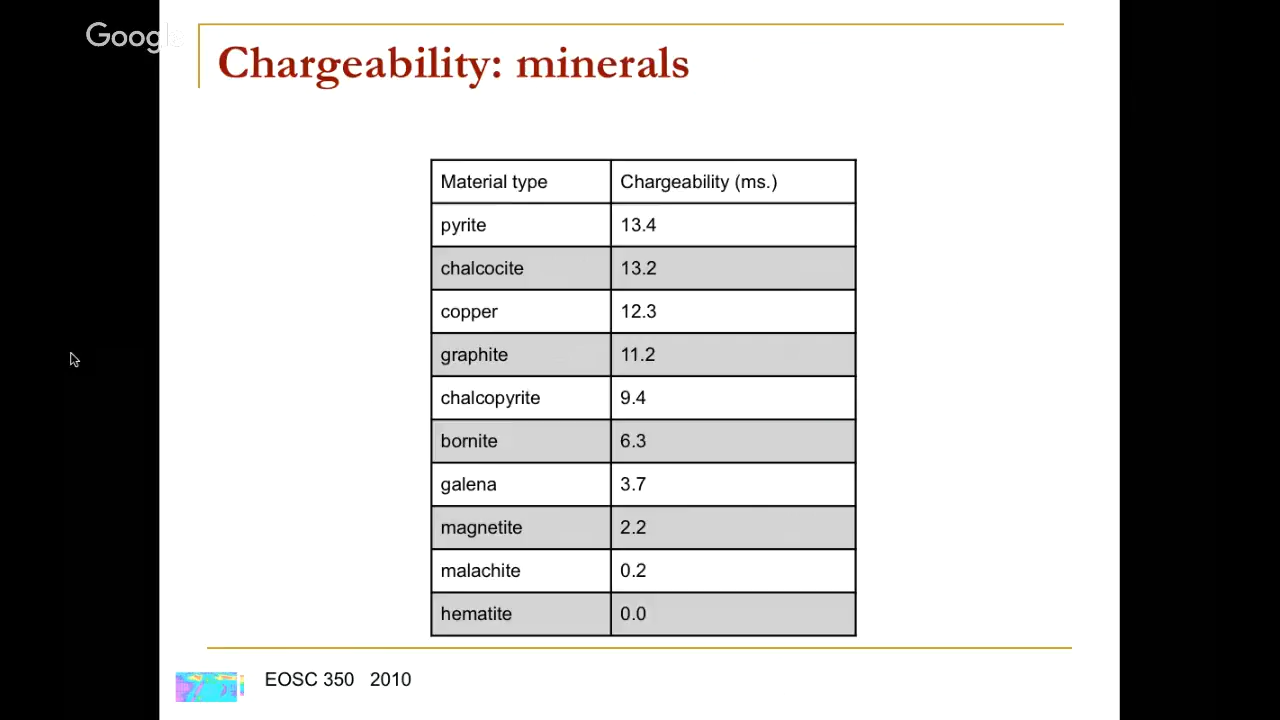 Google
Chargeability: minerals
Material type Chargeability (ms.)
pyrite 13.4
chalcocite 13.2
copper 12.3
graphite 11.2
chalcopyrite 9.4
bornite 6.3
galena 3.7
magnetite 2.2
malachite 0.2
hematite 0.0
EOSC 350 2010